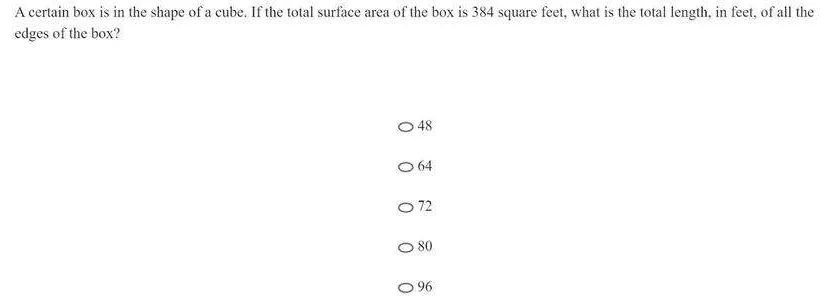 A certain box is in the shape of a cube. If the total surface area of the box is 384 square feet, what is the total length, in feet, of all the
edges of the box?
48
64
72
80
96